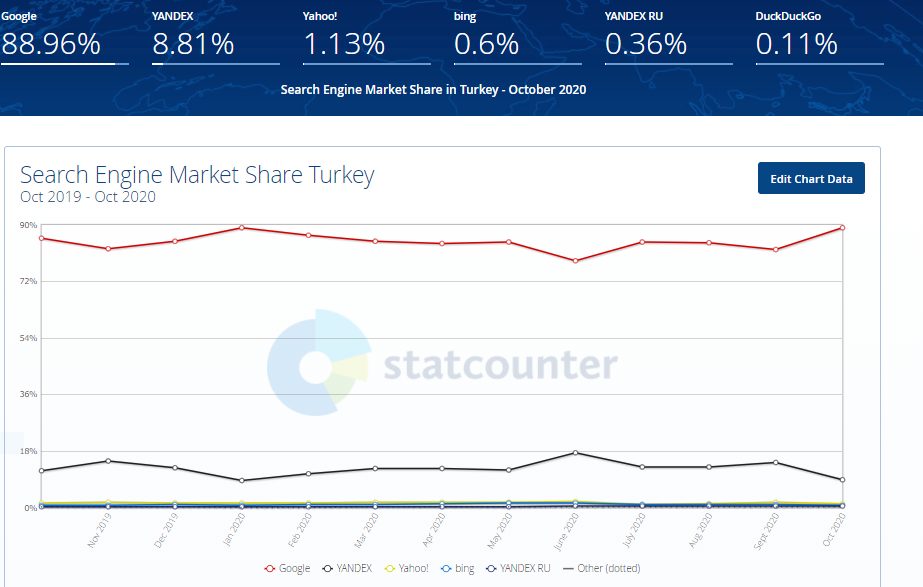 Google YANDEX Yahoo! bing YANDEX RU DuckDuckGo
88.96% 8.81% 1.13% 0.6% 0.36% 0.11%
Search Engine Market Share in Turkey - October 2020
Search Engine Market Share Turkey
Oct 2019 - Oct 2020
Edit Chart Data
90%
72%
54%
statcounter
36%
18%
0%
Nov 2019 Dec 2019 Jan 2020 Feb 2020 Mar 2020 Apr 2020 May 2020 June 2020 July 2020 Aug 2020 Sept 2020 Oct 2020
Google YANDEX Yahoo! bing YANDEX RU Other (dotted)